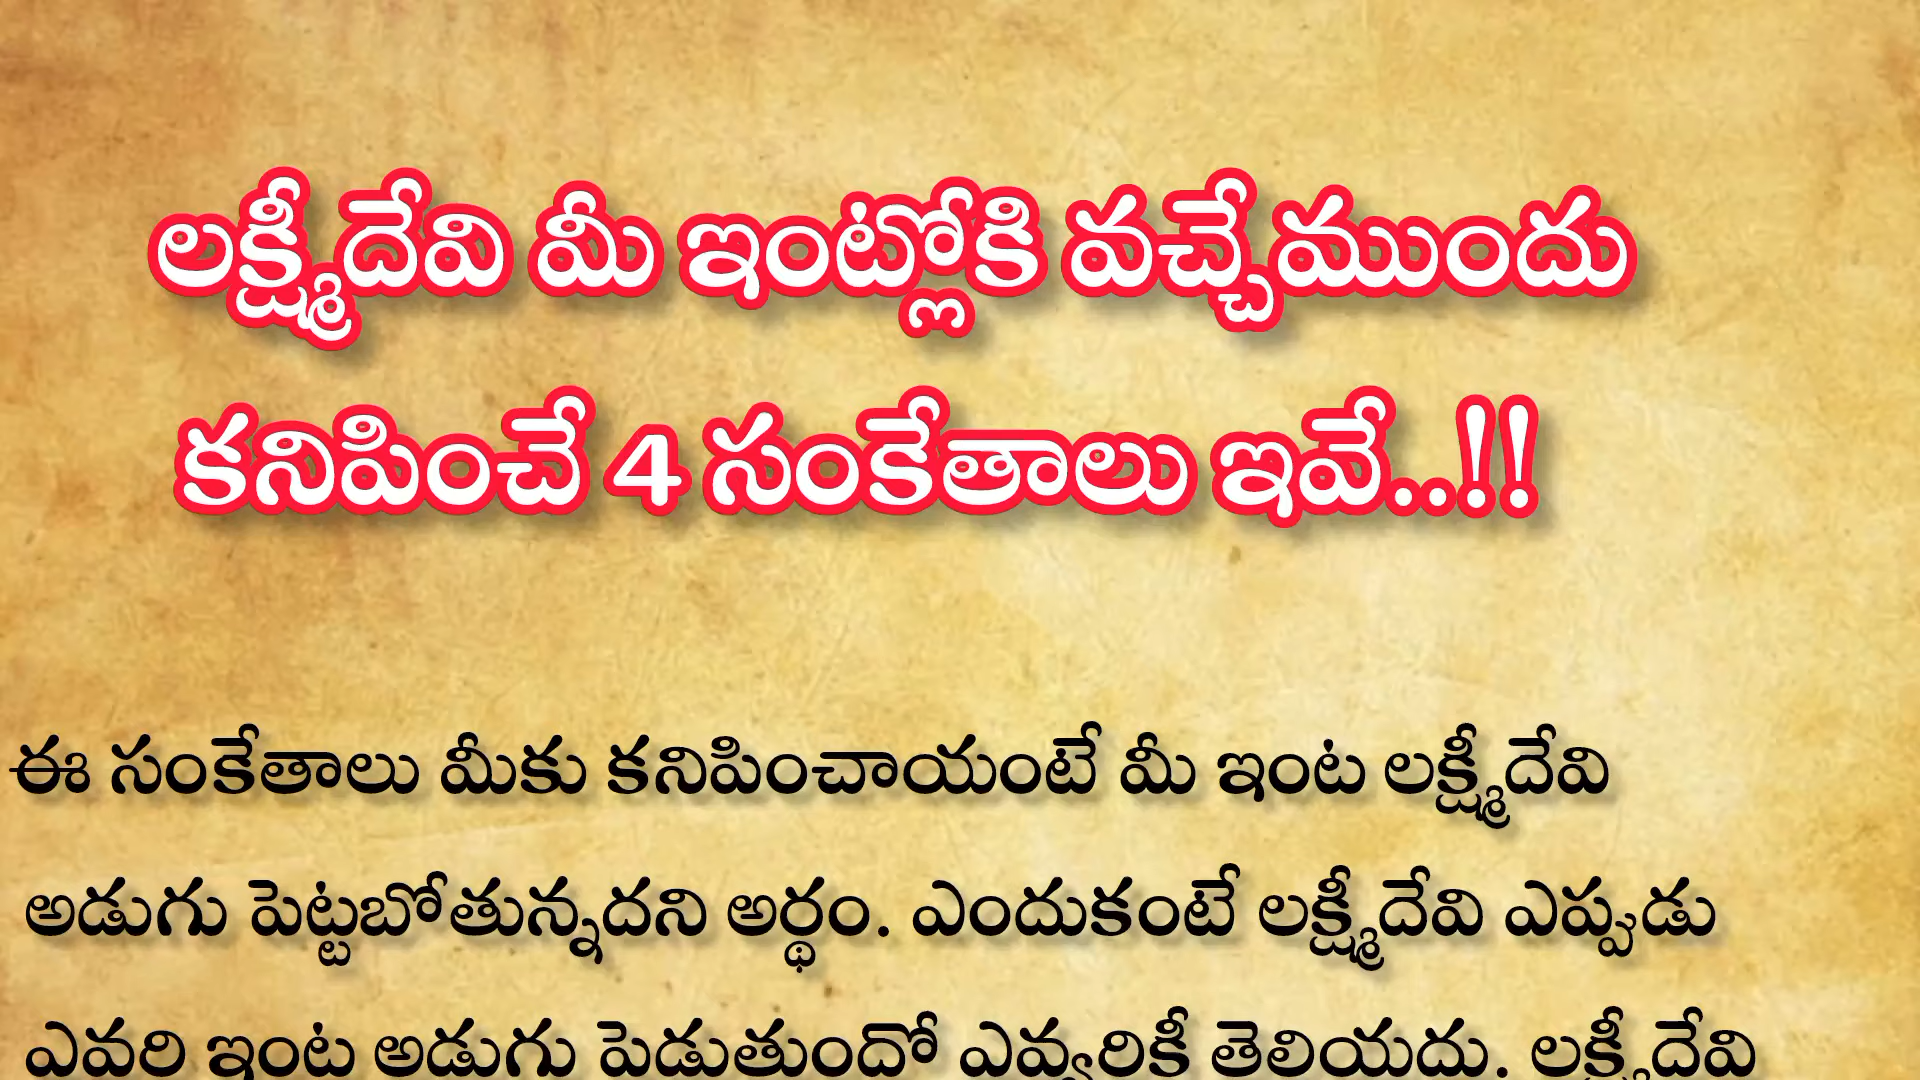 లక్ష్మీదేవి మీ ఇంట్లోకి వచ్చేముందు
కనిపించే 4 సంకేతాలు ఇవే..!!
ఈ సంకేతాలు మీకు కనిపించాయంటే మీ ఇంట లక్ష్మీదేవి
అడుగు పెట్టబోతున్నదని అర్థం. ఎందుకంటే లక్ష్మీదేవి ఎప్పుడు
ఎవరి ఇంట అడుగు పెడుతుందో ఎవ్వరికీ తెలియదు. లక్ష్మీదేవి